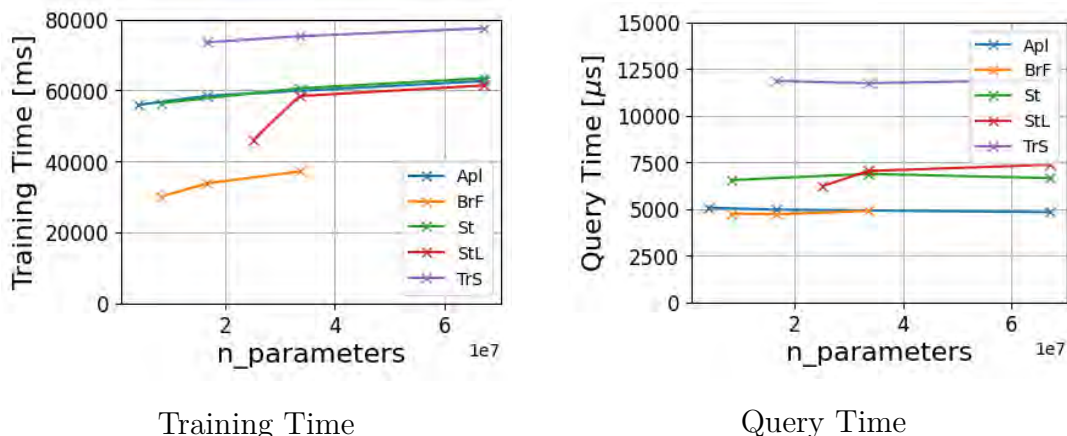 80000
60000
40000
20000
0
Training Time [ms]
Apl
BrF
St
StL
TrS
2
4
6
1e7
n_parameters
Training Time
15000
12500
10000
7500
5000
2500
0
Query Time [μs]
Apl
BrF
St
StL
TrS
2
4
6
1e7
n_parameters
Query Time